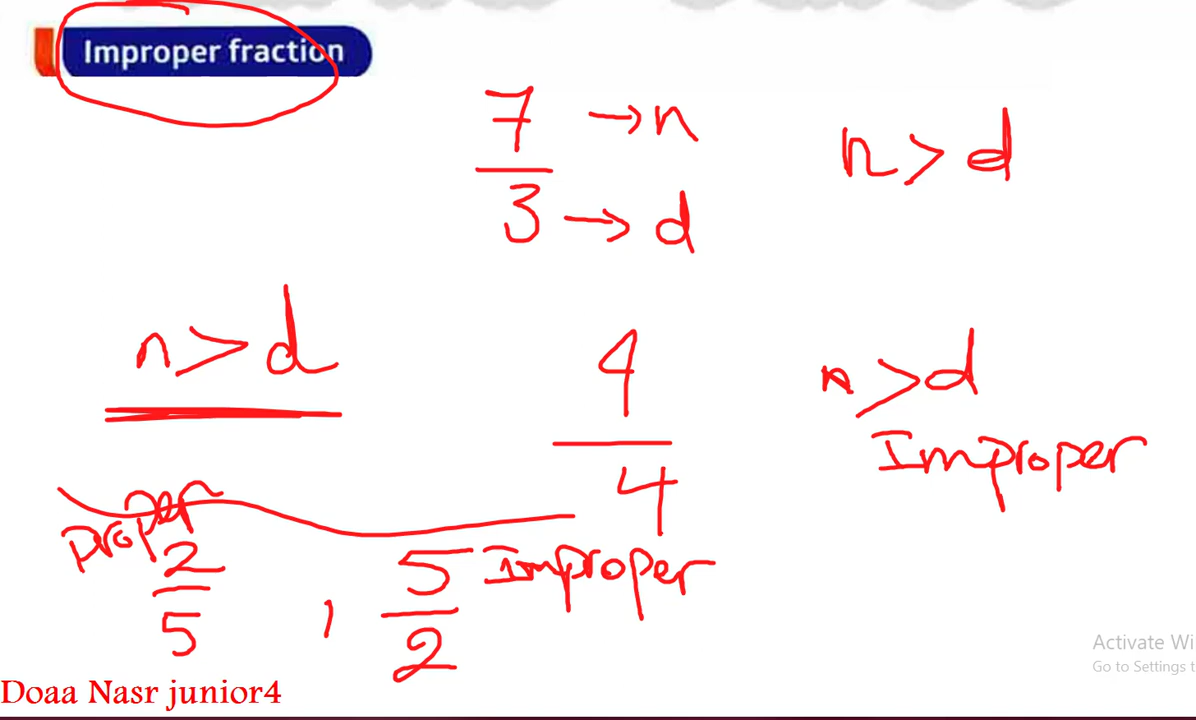 Improper fraction
7 → n
3 → d
n > d
n > d
4
4
n > d
Improper
Proper
2
5
,
5
2
Improper
Doaa Nasr junior4
Activate Wi
Go to Settings t